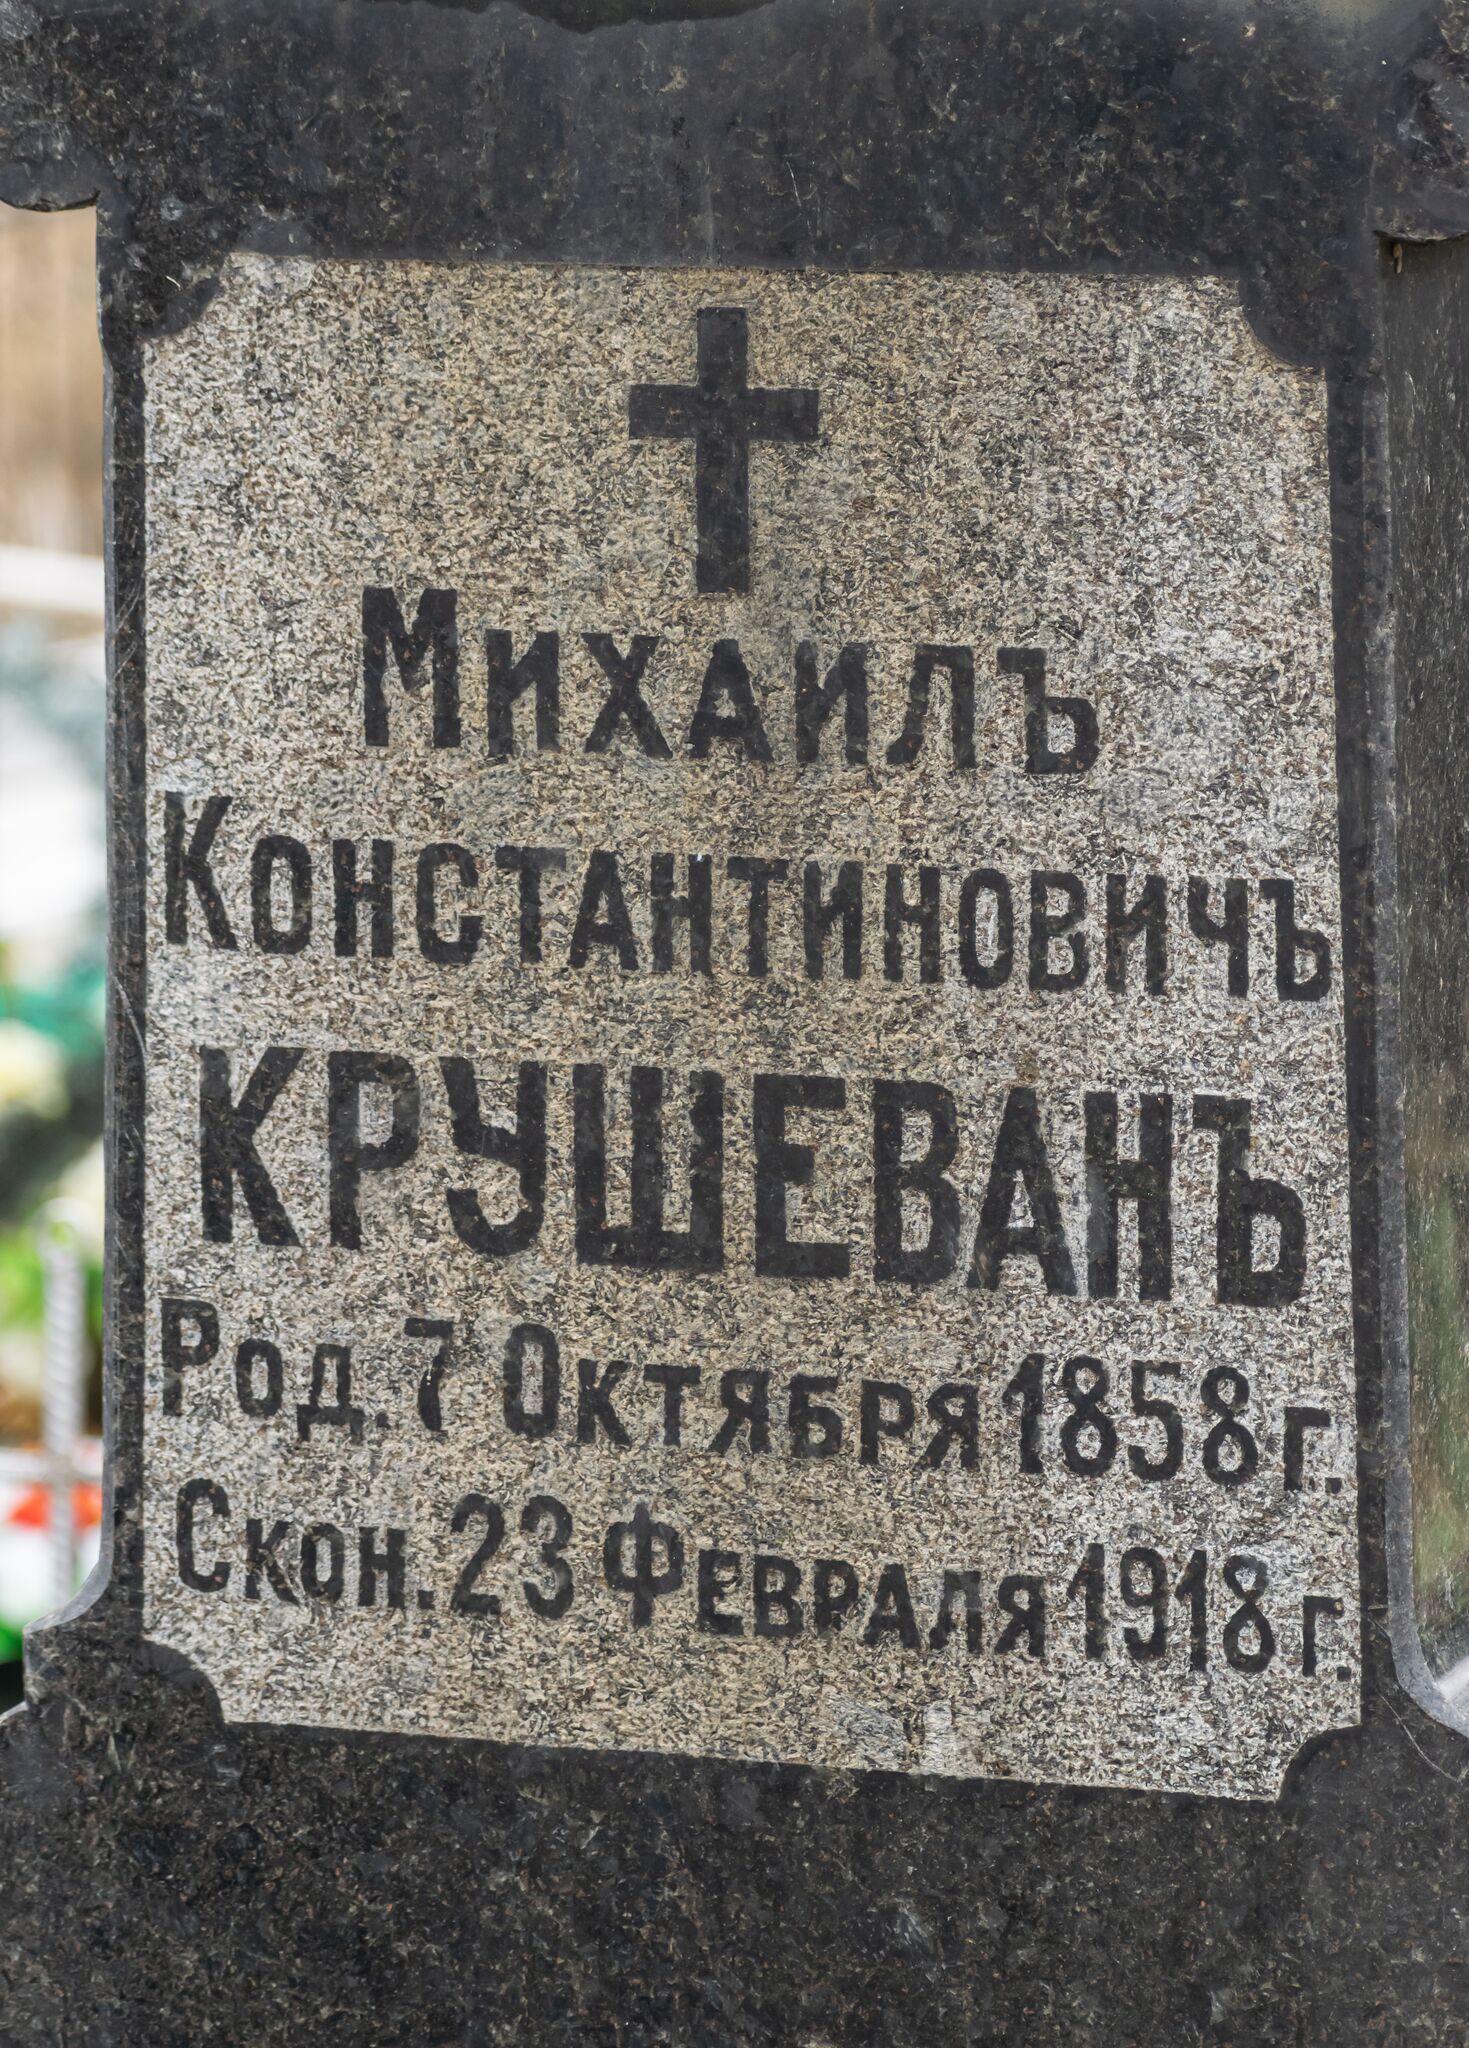 Михаилъ
Константиновичъ
КРУШЕВАНЪ
Род. 7 Октября 1858 г.
Скон. 23 Февраля 1918 г.